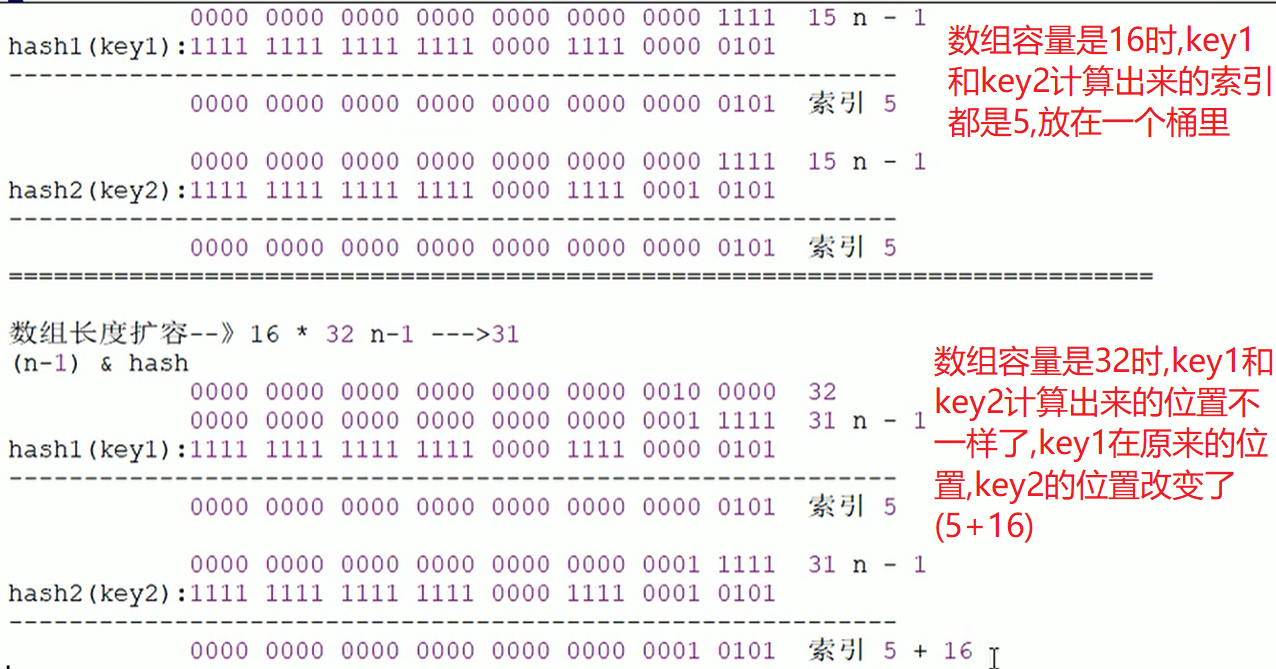 0000 0000 0000 0000 0000 0000 0000 1111 15 n - 1
hash1(key1):1111 1111 1111 1111 0000 1111 0000 0101
------------------------------------------------------------
0000 0000 0000 0000 0000 0000 0000 0101 索引 5
0000 0000 0000 0000 0000 0000 0000 1111 15 n - 1
hash2(key2):1111 1111 1111 1111 0000 1111 0001 0101
------------------------------------------------------------
0000 0000 0000 0000 0000 0000 0000 0101 索引 5
数组容量是16时,key1
和key2计算出来的索引
都是5,放在一个桶里
============================================================================
数组长度扩容--》16 * 32 n-1 --->31
(n-1) & hash
0000 0000 0000 0000 0000 0000 0010 0000 32
0000 0000 0000 0000 0000 0000 0001 1111 31 n - 1
hash1(key1):1111 1111 1111 1111 0000 1111 0000 0101
------------------------------------------------------------
0000 0000 0000 0000 0000 0000 0000 0101 索引 5
0000 0000 0000 0000 0000 0000 0001 1111 31 n - 1
hash2(key2):1111 1111 1111 1111 0000 1111 0001 0101
------------------------------------------------------------
0000 0000 0000 0000 0000 0000 0001 0101 索引 5 + 16
数组容量是32时,key1和
key2计算出来的位置不
一样了,key1在原来的位
置,key2的位置改变了
(5+16)